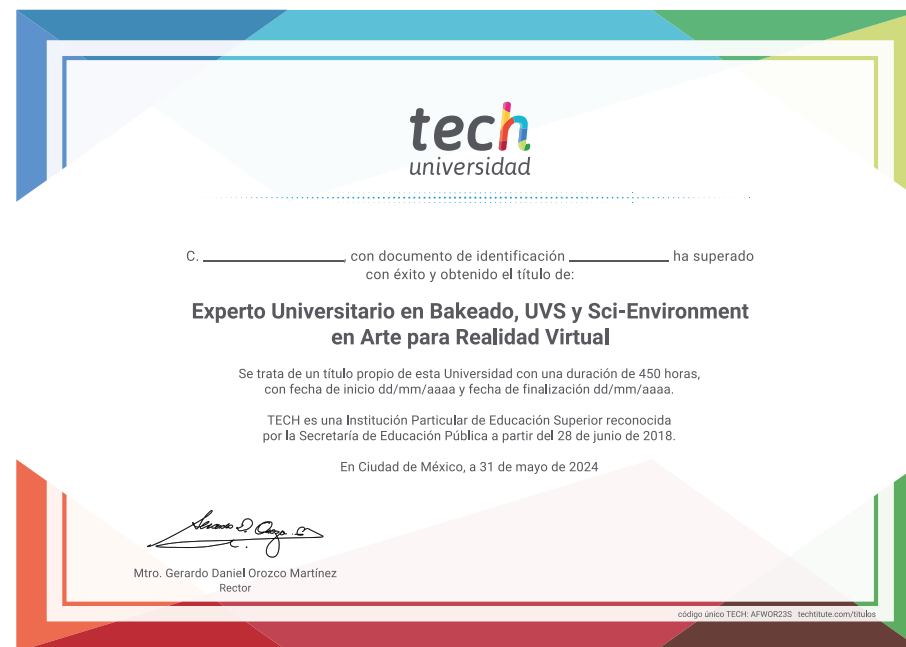 tech
universidad
C. ____________, con documento de identificación ____________ ha superado
con éxito y obtenido el título de:
Experto Universitario en Bakeado, UVS y Sci-Environment
en Arte para Realidad Virtual
Se trata de un título propio de esta Universidad con una duración de 450 horas,
con fecha de inicio dd/mm/aaaa y fecha de finalización dd/mm/aaaa.
TECH es una Institución Particular de Educación Superior reconocida
por la Secretaría de Educación Pública a partir del 28 de junio de 2018.
En Ciudad de México, a 31 de mayo de 2024
Mtro. Gerardo Daniel Orozco Martínez
Rector
código único TECH: AFWOR23S techtitute.com/titulos